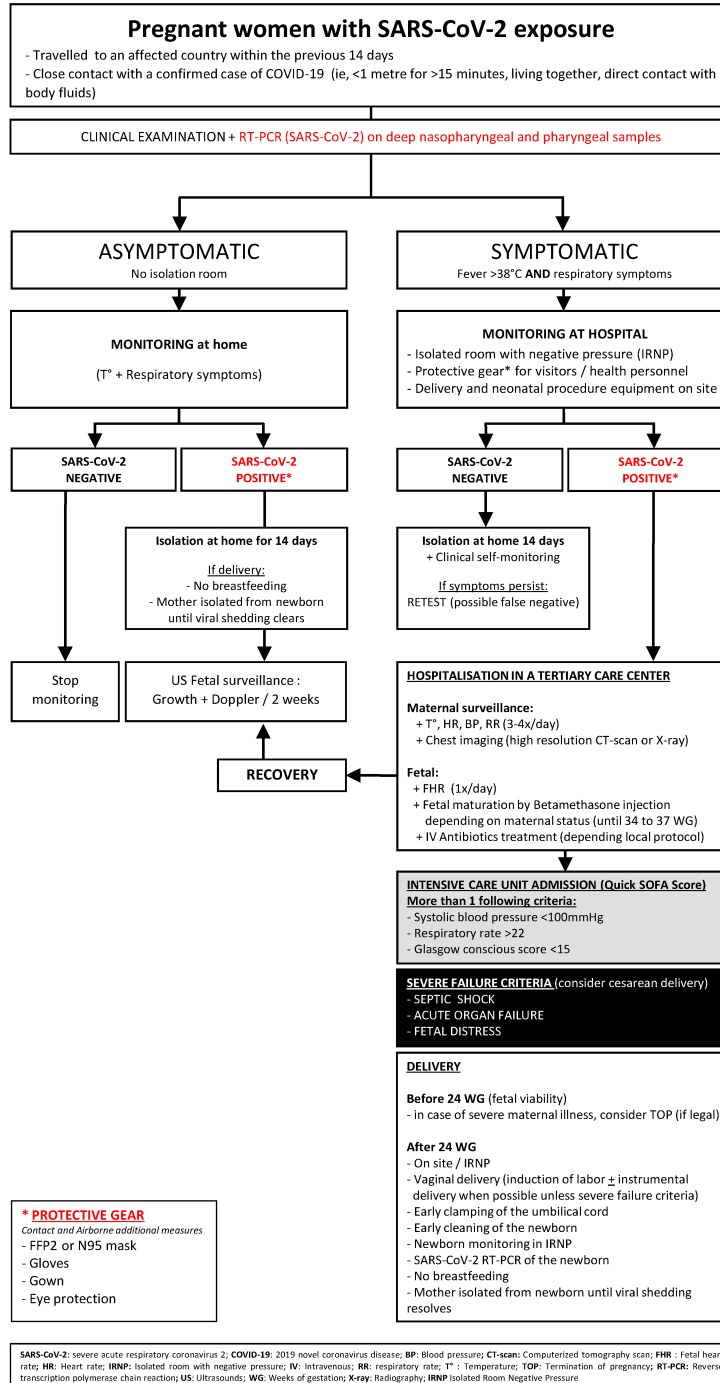 Pregnant women with SARS-CoV-2 exposure
- Travelled to an affected country within the previous 14 days
- Close contact with a confirmed case of COVID-19 (ie, <1 metre for >15 minutes, living together, direct contact with
body fluids)
CLINICAL EXAMINATION + RT-PCR (SARS-CoV-2) on deep nasopharyngeal and pharyngeal samples
ASYMPTOMATIC
No isolation room
SYMPTOMATIC
Fever >38°C AND respiratory symptoms
MONITORING at home
(T° + Respiratory symptoms)
MONITORING AT HOSPITAL
- Isolated room with negative pressure (IRNP)
- Protective gear* for visitors / health personnel
- Delivery and neonatal procedure equipment on site
SARS-CoV-2
NEGATIVE
SARS-CoV-2
POSITIVE*
SARS-CoV-2
NEGATIVE
SARS-CoV-2
POSITIVE*
Isolation at home for 14 days
If delivery:
- No breastfeeding
- Mother isolated from newborn
until viral shedding clears
Isolation at home 14 days
+ Clinical self-monitoring
If symptoms persist:
RETEST (possible false negative)
Stop
monitoring
US Fetal surveillance :
Growth + Doppler / 2 weeks
RECOVERY
HOSPITALISATION IN A TERTIARY CARE CENTER
Maternal surveillance:
+ T°, HR, BP, RR (3-4x/day)
+ Chest imaging (high resolution CT-scan or X-ray)
Fetal:
+ FHR (1x/day)
+ Fetal maturation by Betamethasone injection
depending on maternal status (until 34 to 37 WG)
+ IV Antibiotics treatment (depending local protocol)
INTENSIVE CARE UNIT ADMISSION (Quick SOFA Score)
More than 1 following criteria:
- Systolic blood pressure <100mmHg
- Respiratory rate >22
- Glasgow conscious score <15
SEVERE FAILURE CRITERIA (consider cesarean delivery)
- SEPTIC SHOCK
- ACUTE ORGAN FAILURE
- FETAL DISTRESS
DELIVERY
Before 24 WG (fetal viability)
- in case of severe maternal illness, consider TOP (if legal)
After 24 WG
- On site / IRNP
- Vaginal delivery (induction of labor + instrumental
delivery when possible unless severe failure criteria)
- Early clamping of the umbilical cord
- Early cleaning of the newborn
- Newborn monitoring in IRNP
- SARS-CoV-2 RT-PCR of the newborn
- No breastfeeding
- Mother isolated from newborn until viral shedding
resolves
* PROTECTIVE GEAR
Contact and Airborne additional measures
- FFP2 or N95 mask
- Gloves
- Gown
- Eye protection
SARS-CoV-2: severe acute respiratory coronavirus 2; COVID-19: 2019 novel coronavirus disease; BP: Blood pressure; CT-scan: Computerized tomography scan; FHR : Fetal hear
rate; HR: Heart rate; IRNP: Isolated room with negative pressure; IV: Intravenous; RR: respiratory rate; T° : Temperature; TOP: Termination of pregnancy; RT-PCR: Revers
transcription polymerase chain reaction; US: Ultrasounds; WG: Weeks of gestation; X-ray: Radiography; IRNP Isolated Room Negative Pressure